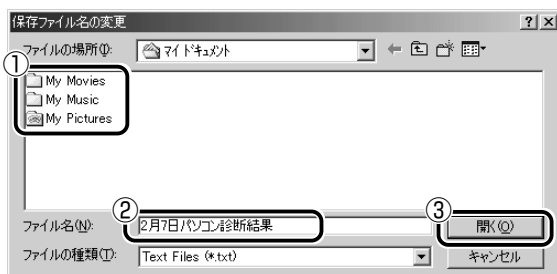 保存ファイル名の変更
ファイルの場所(I):
マイ ドキュメント
①
My Movies
My Music
My Pictures
②
③
ファイル名(N):
2月7日パソコン診断結果
開く(O)
ファイルの種類(T):
Text Files (*.txt)
キャンセル